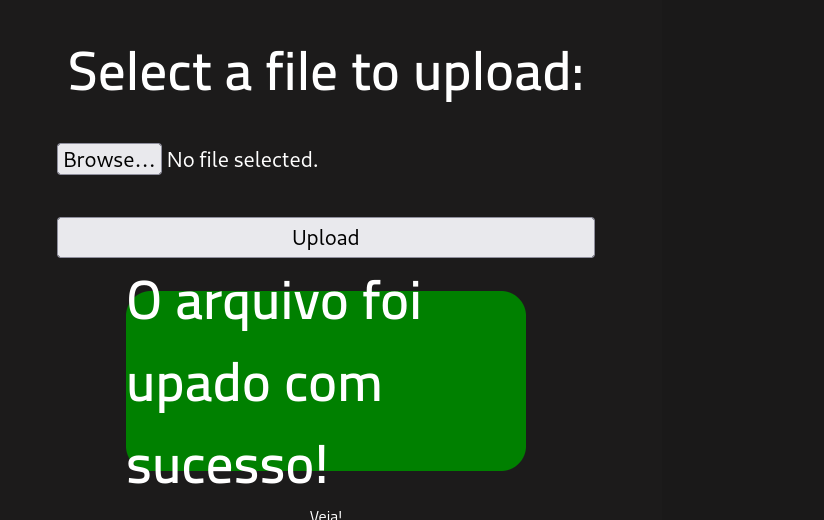 Select a file to upload:
Browse... No file selected.
Upload
O arquivo foi
upado com
sucesso!
Veja!